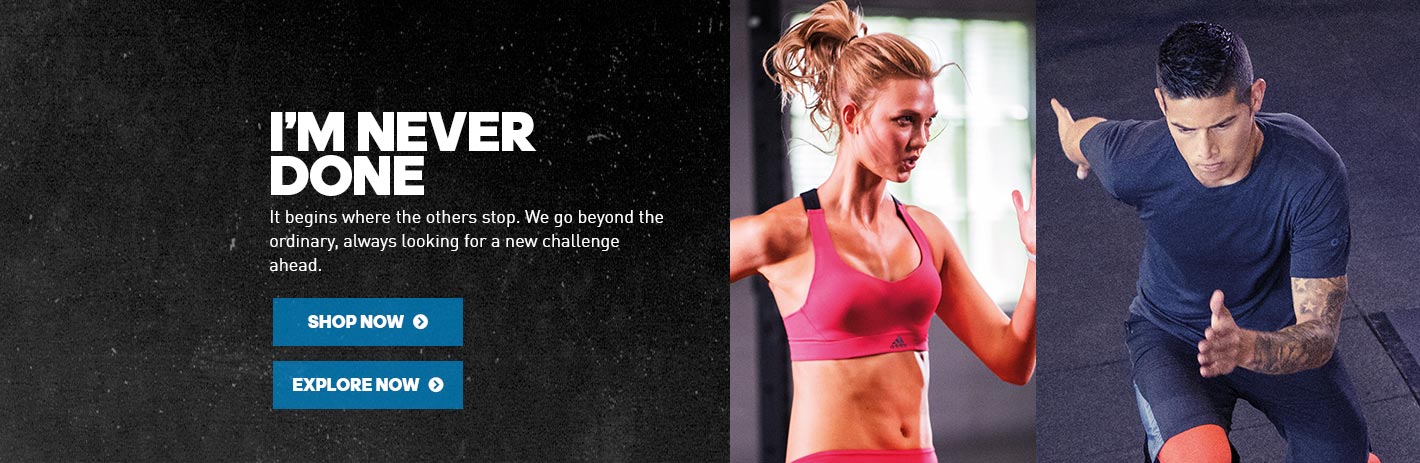 I'M NEVER
DONE
It begins where the others stop. We go beyond the
ordinary, always looking for a new challenge
ahead.
SHOP NOW
EXPLORE NOW